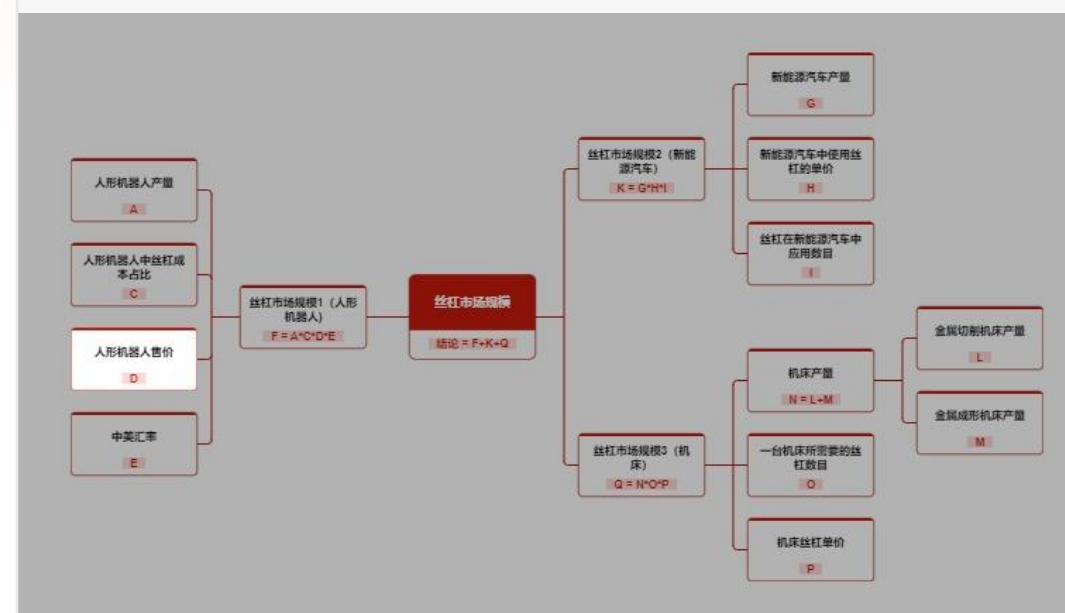 新能源汽车产量
G
丝杠市场规模2（新能
源汽车）
K = G*H*I
新能源汽车中使用丝
杠的单价
H
丝杠在新能源汽车中
应用数目
I
人形机器人产量
A
人形机器人中丝杠成
本占比
C
人形机器人售价
D
中美汇率
E
丝杠市场规模1（人形
机器人）
F = A*C*D*E
丝杠市场规模
结论 = F+K+Q
金属切削机床产量
L
机床产量
N = L+M
金属成形机床产量
M
丝杠市场规模3（机
床）
Q = N*O*P
一台机床所需要的丝
杠数目
O
机床丝杠单价
P